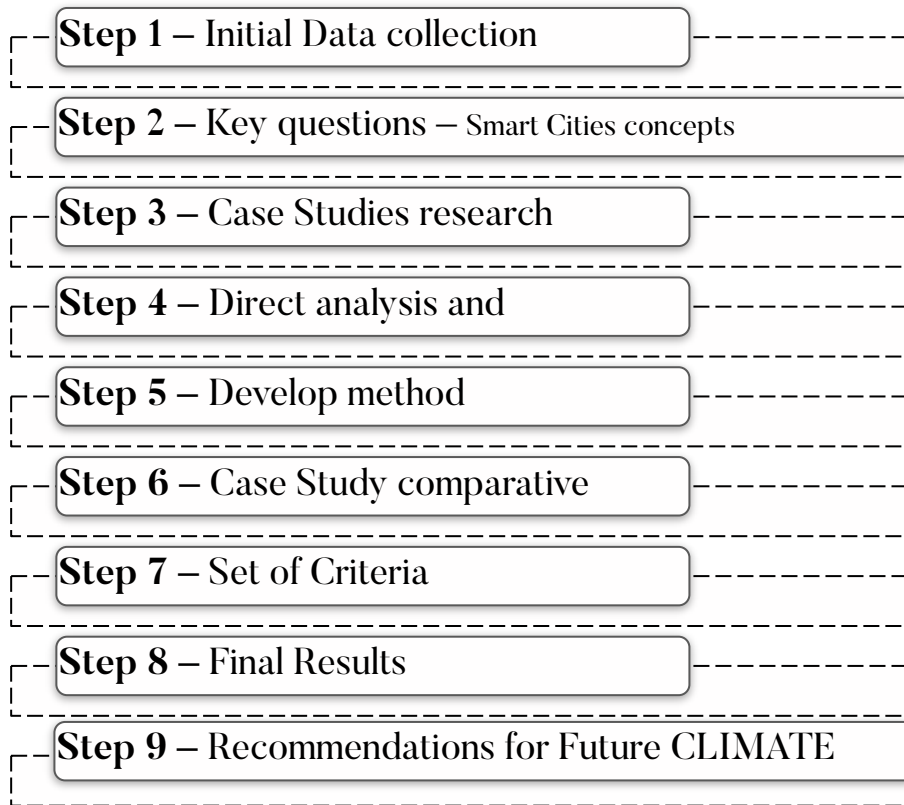 Step 1 – Initial Data collection
Step 2 – Key questions – Smart Cities concepts
Step 3 – Case Studies research
Step 4 – Direct analysis and
Step 5 – Develop method
Step 6 – Case Study comparative
Step 7 – Set of Criteria
Step 8 – Final Results
Step 9 – Recommendations for Future CLIMATE